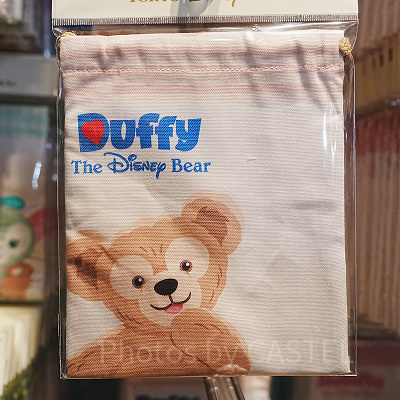 Duffy
The Disney Bear
Photos by CASTEL